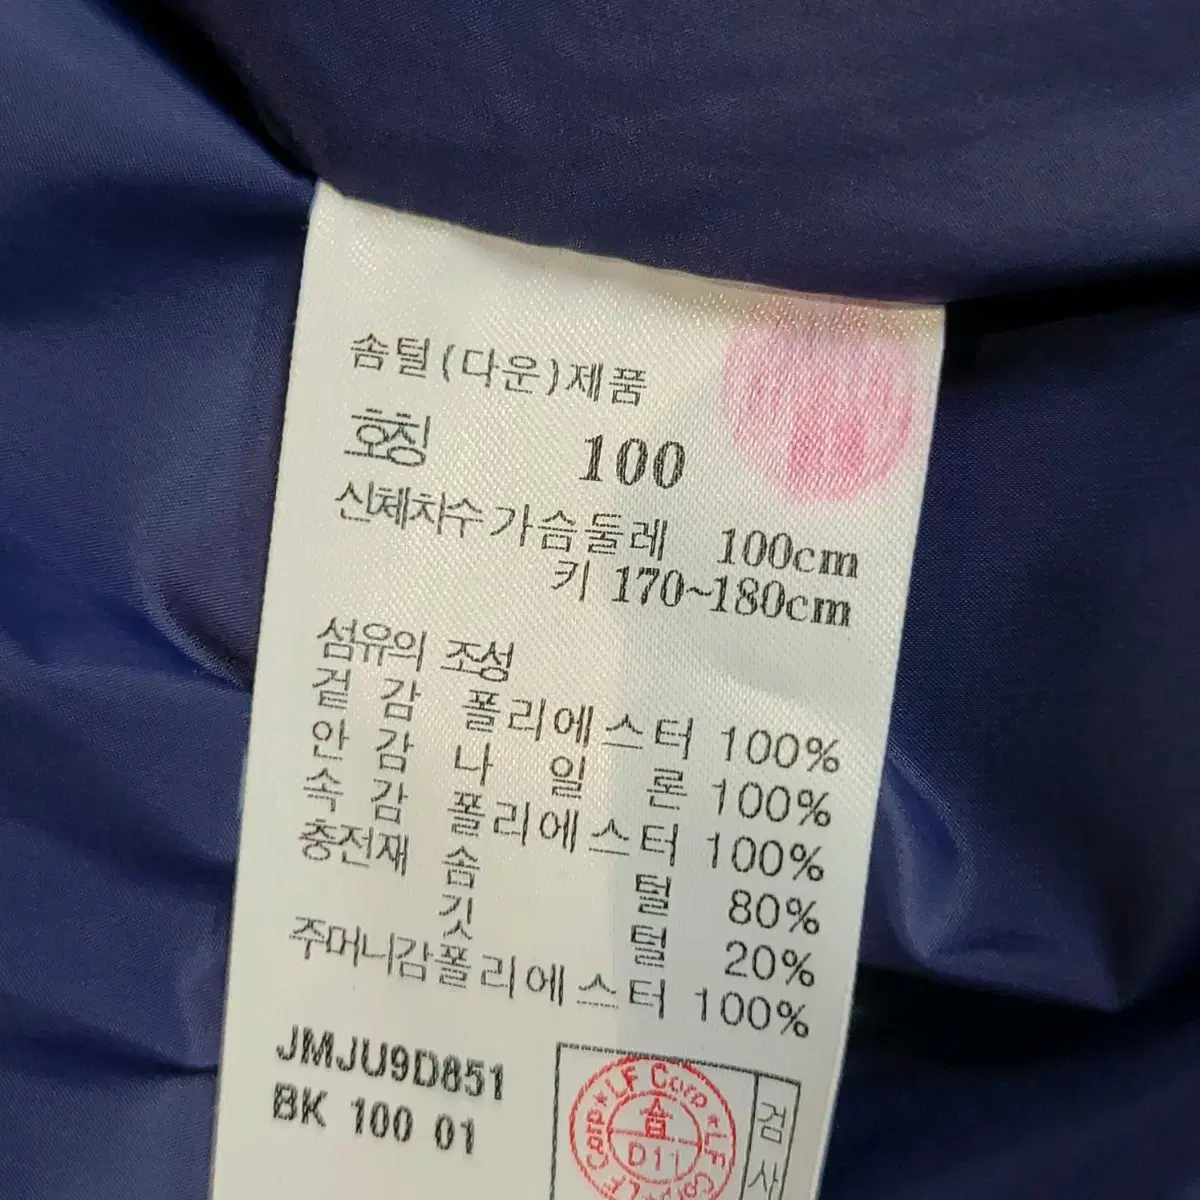 솜털(다운)제품
호칭 100
신체치수 가슴둘레 100cm
키 170~180cm
섬유의 조성
겉 감 폴리에스터 100%
안 감 나 일 론 100%
속 감 폴리에스터 100%
충전재 솜 털 80%
깃 털 20%
주머니감 폴리에스터 100%
JMJU9D851
BK 100 01
LF Corp ★ LF Corp ★ LF Corp
솜
D11
검사